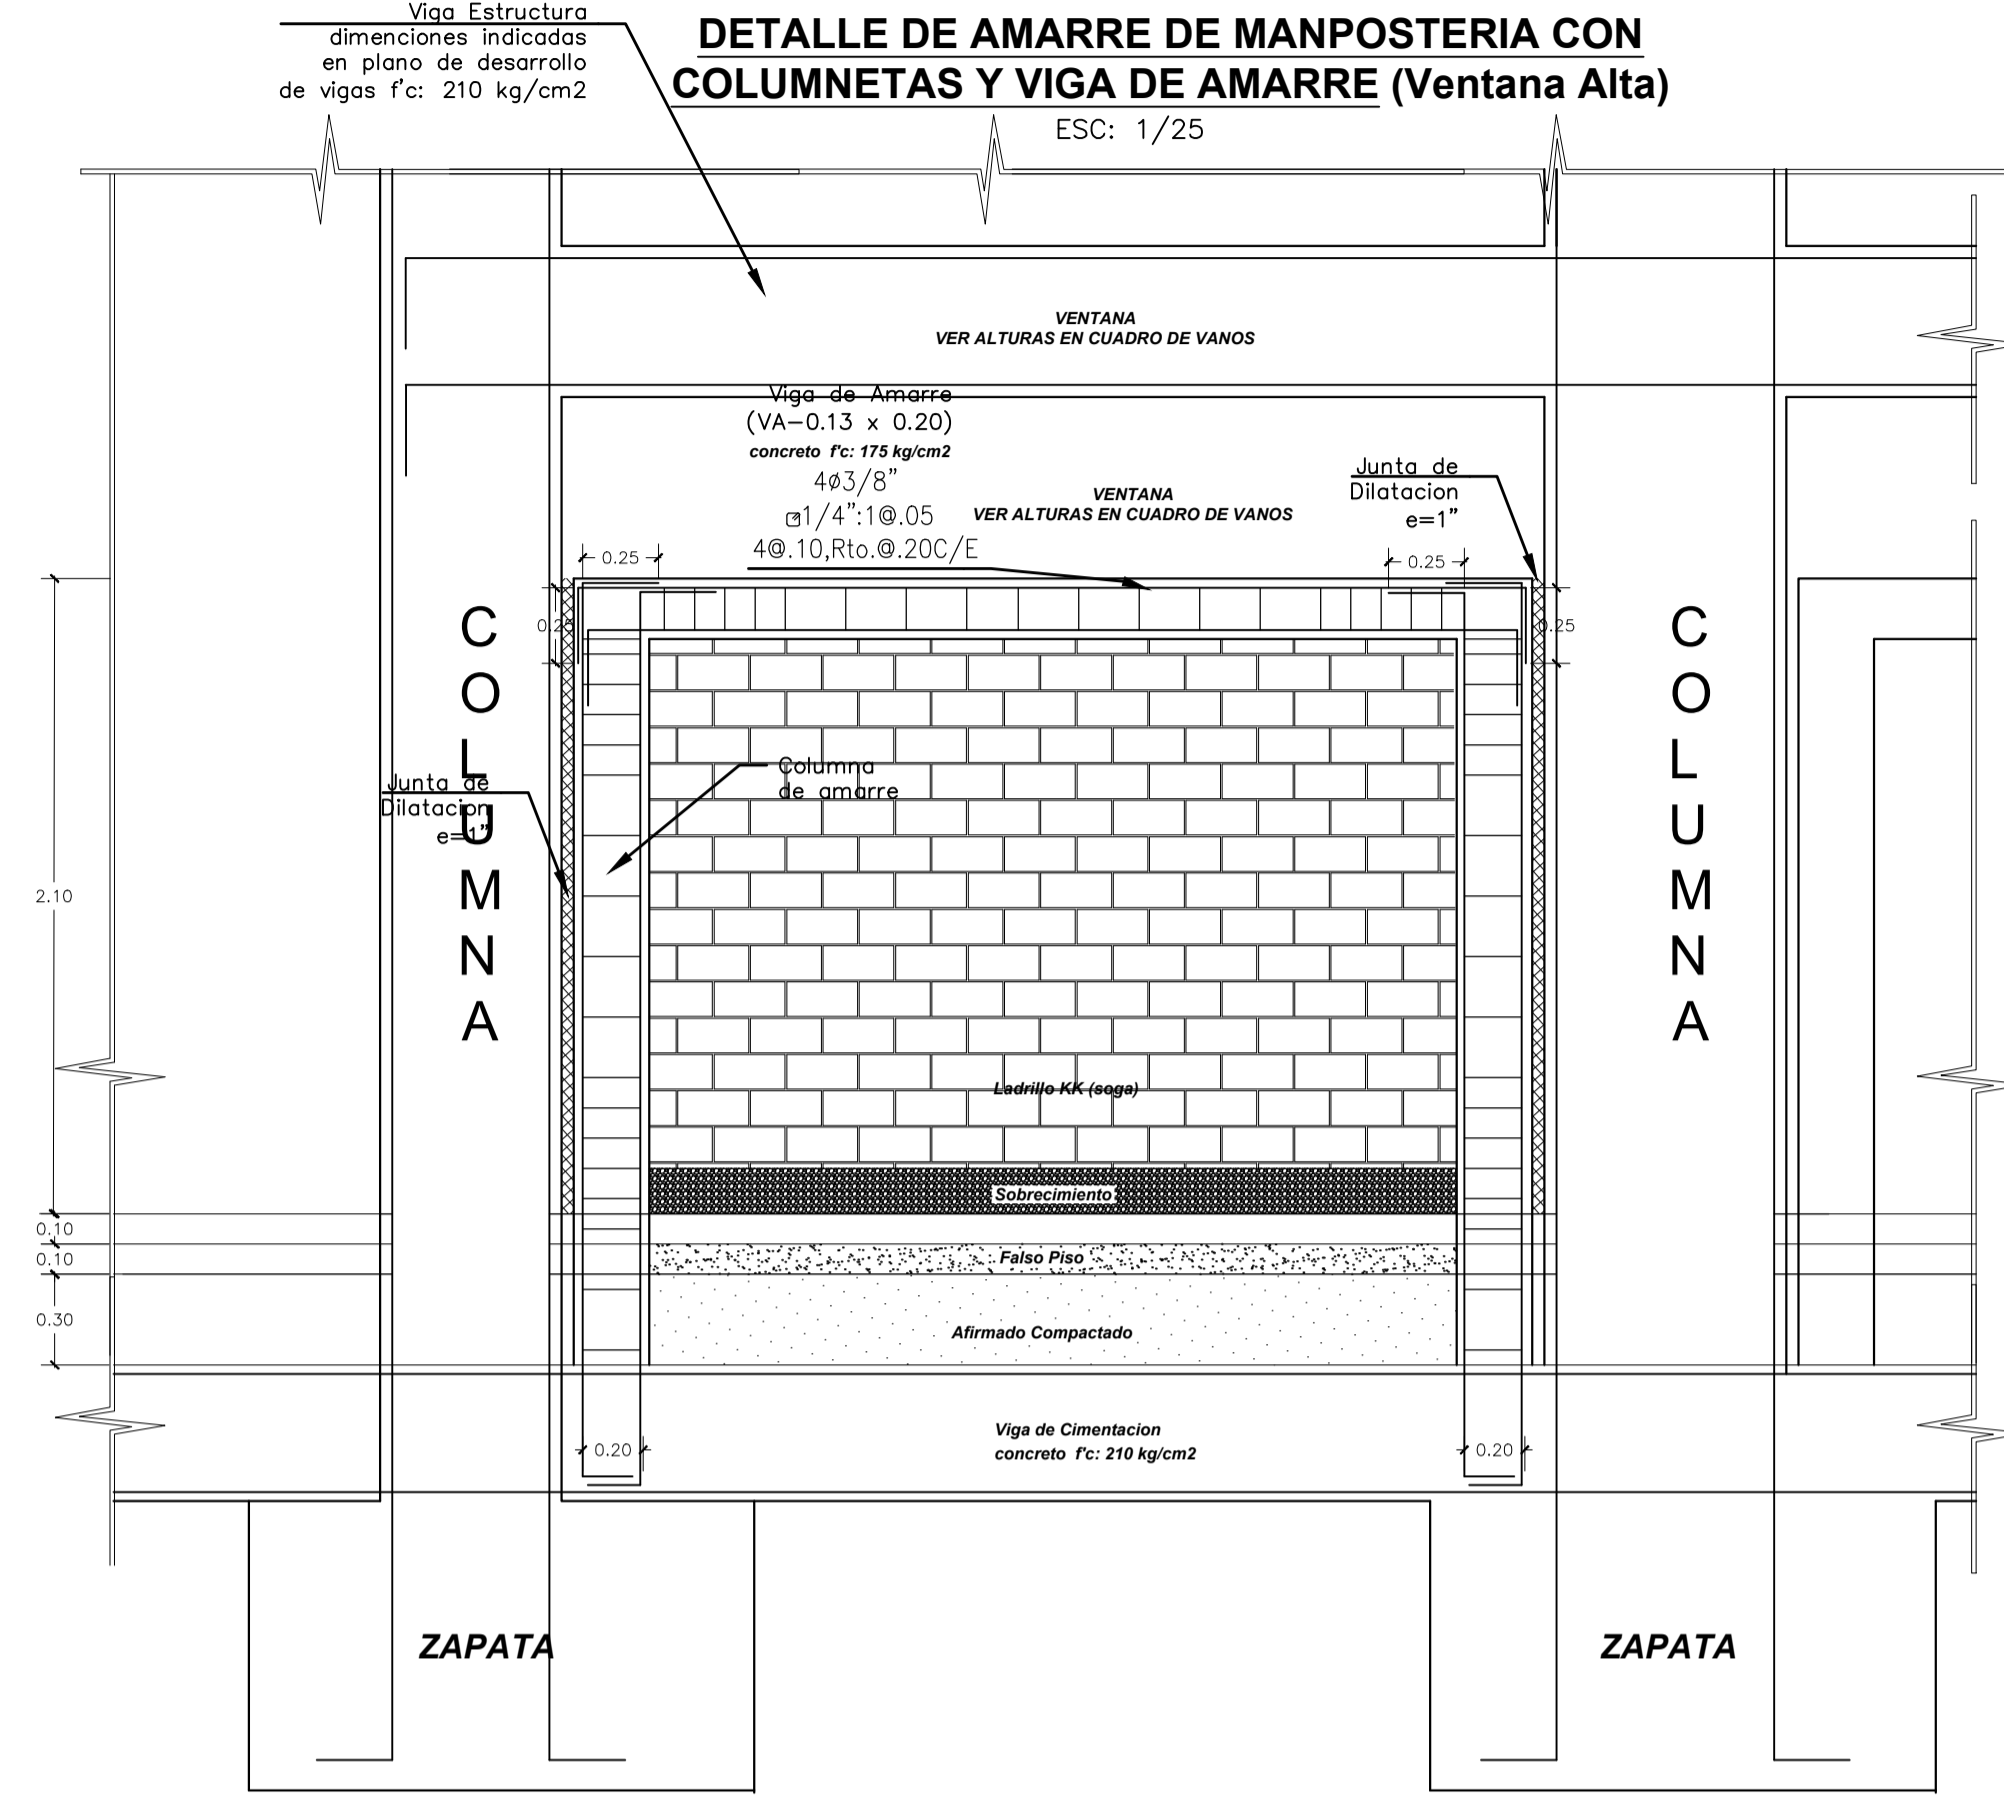 Viga Estructura
dimenciones indicadas
en plano de desarrollo
de vigas f'c: 210 kg/cm2
DETALLE DE AMARRE DE MANPOSTERIA CON
COLUMNETAS Y VIGA DE AMARRE (Ventana Alta)
ESC: 1/25
VENTANA
VER ALTURAS EN CUADRO DE VANOS
Viga de Amarre
(VA-0.13 x 0.20)
concreto f'c: 175 kg/cm2
4ø3/8"
1/4":1@.05
4@.10,Rto.@.20C/E
VENTANA
VER ALTURAS EN CUADRO DE VANOS
Junta de
Dilatacion
e=1"
0.25
0.25
0.25
0.25
COLUMNA
COLUMNA
Junta de
Dilatacion
e=1"
Columna
de amarre
2.10
Ladrillo KK (soga)
Sobrecimiento
0.10
0.10
Falso Piso
0.30
Afirmado Compactado
Viga de Cimentacion
concreto f'c: 210 kg/cm2
0.20
0.20
ZAPATA
ZAPATA